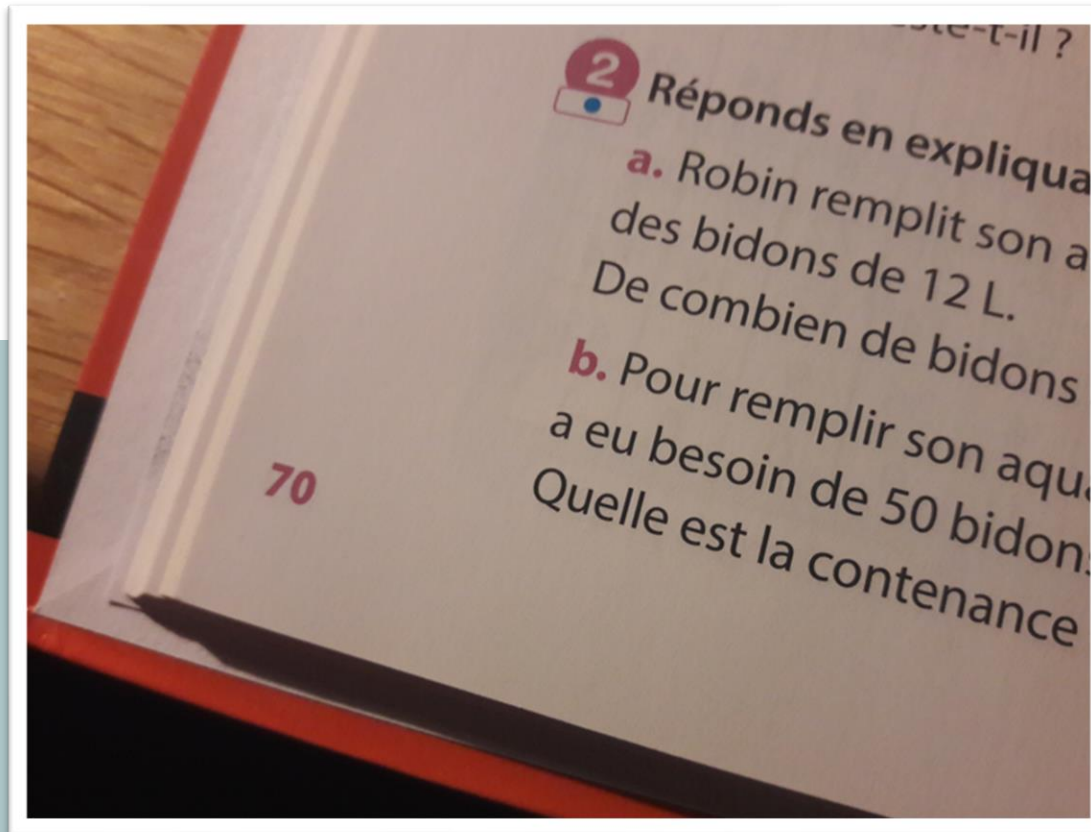 -t-il ?
2 Réponds en expliqua
a. Robin remplit son a
des bidons de 12 L.
De combien de bidons
b. Pour remplir son aqu
a eu besoin de 50 bidon
Quelle est la contenance
70